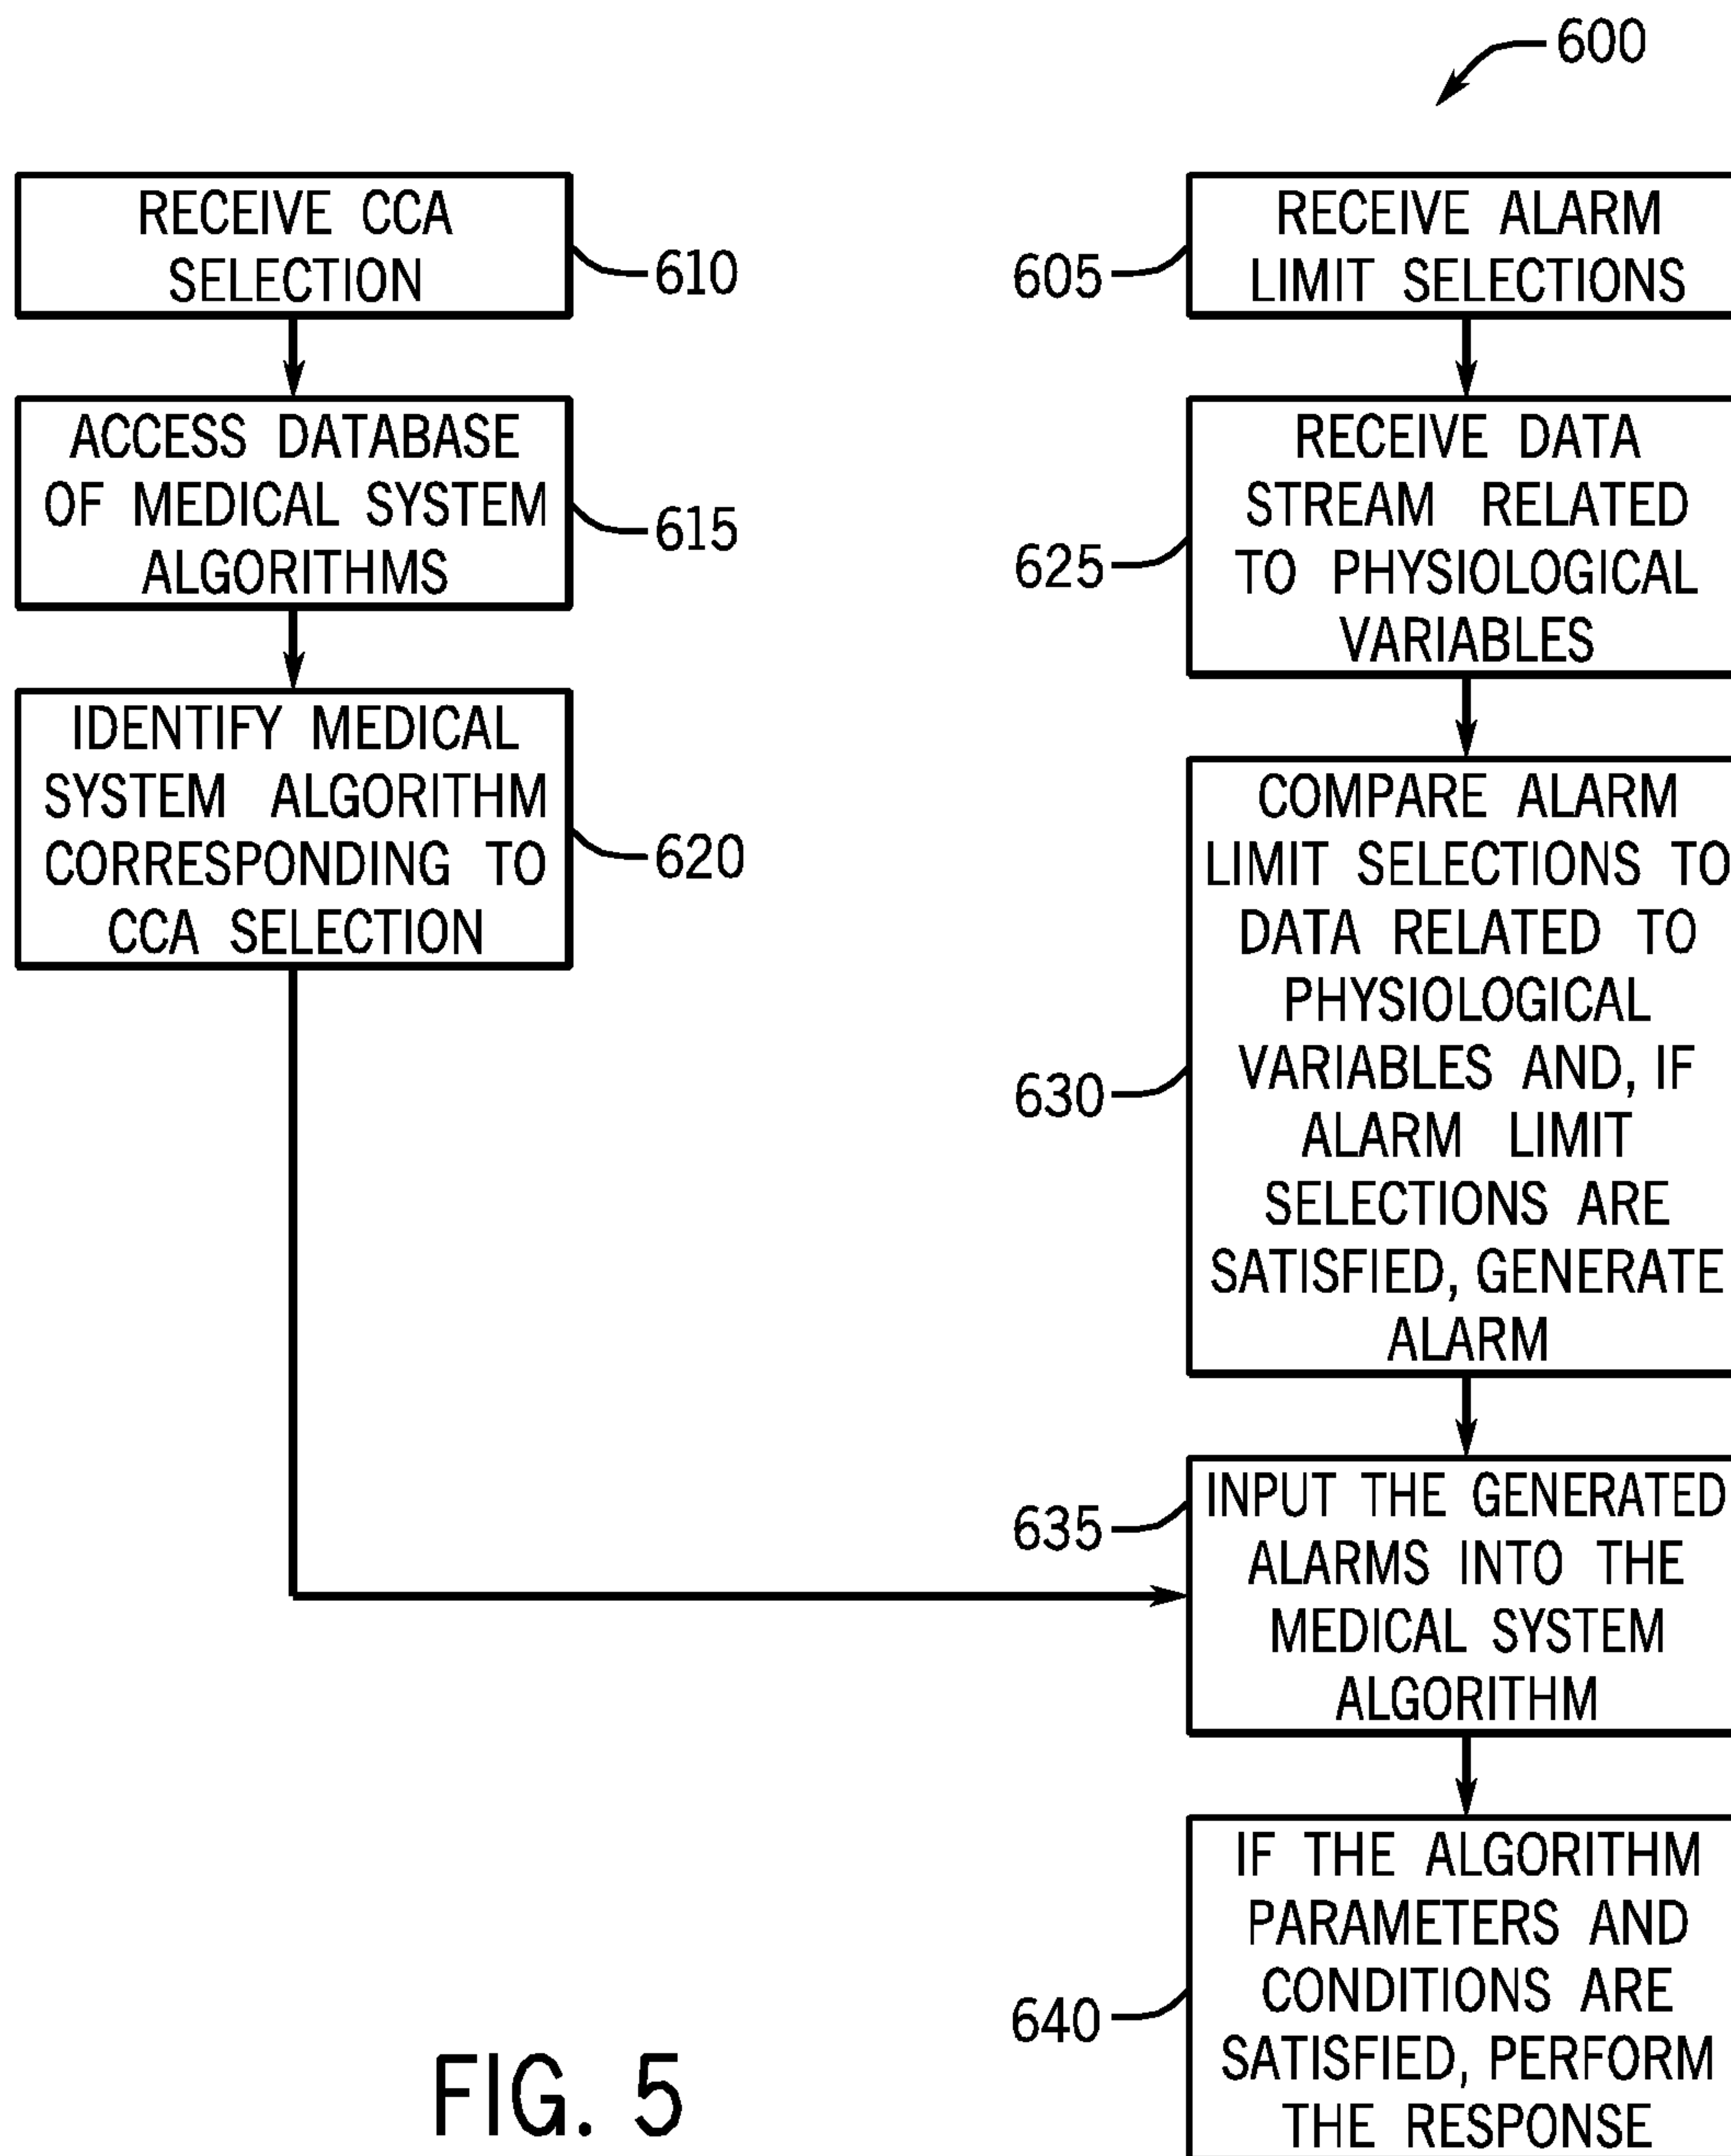 600
RECEIVE CCA
SELECTION
610
ACCESS DATABASE
OF MEDICAL SYSTEM
ALGORITHMS
615
IDENTIFY MEDICAL
SYSTEM ALGORITHM
CORRESPONDING TO
CCA SELECTION
620
RECEIVE ALARM
LIMIT SELECTIONS
605
RECEIVE DATA
STREAM RELATED
TO PHYSIOLOGICAL
VARIABLES
625
COMPARE ALARM
LIMIT SELECTIONS TO
DATA RELATED TO
PHYSIOLOGICAL
VARIABLES AND, IF
ALARM LIMIT
SELECTIONS ARE
SATISFIED, GENERATE
ALARM
630
INPUT THE GENERATED
ALARMS INTO THE
MEDICAL SYSTEM
ALGORITHM
635
IF THE ALGORITHM
PARAMETERS AND
CONDITIONS ARE
SATISFIED, PERFORM
THE RESPONSE
640
FIG. 5